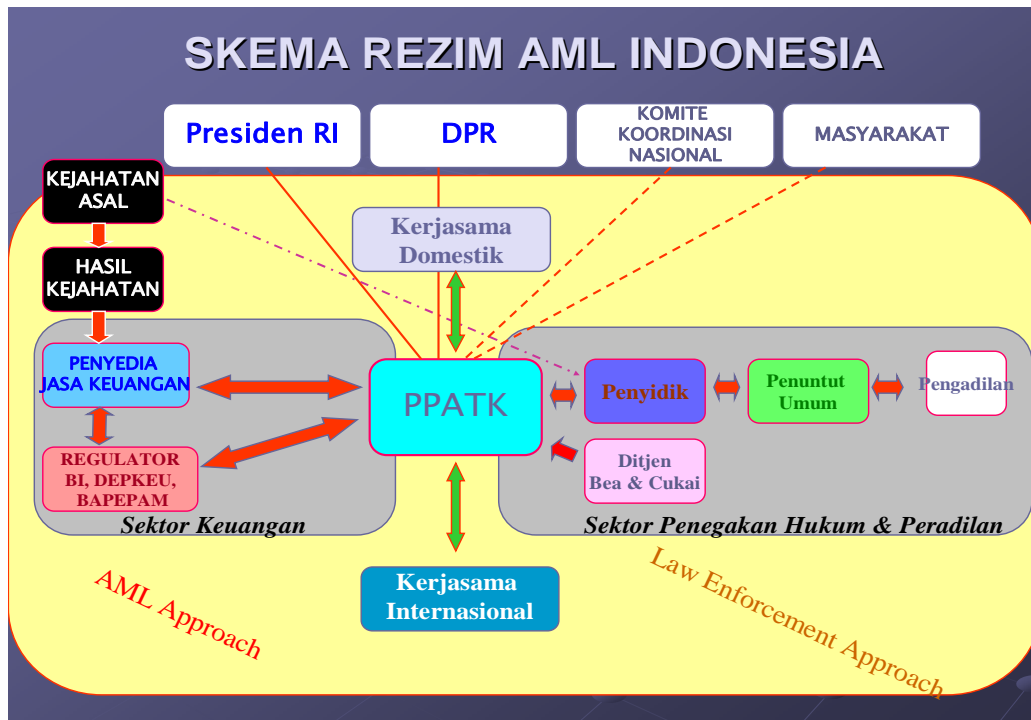 SKEMA REZIM AML INDONESIA
Presiden RI
DPR
KOMITE
KOORDINASI
NASIONAL
MASYARAKAT
KEJAHATAN
ASAL
Kerjasama
Domestik
HASIL
KEJAHATAN
PENYEDIA
JASA KEUANGAN
PPATK
Penyidik
Penuntut
Umum
Pengadilan
REGULATOR
BI, DEPKEU,
BAPEPAM
Ditjen
Bea & Cukai
Sektor Keuangan
Sektor Penegakan Hukum & Peradilan
AML Approach
Kerjasama
Internasional
Law Enforcement Approach